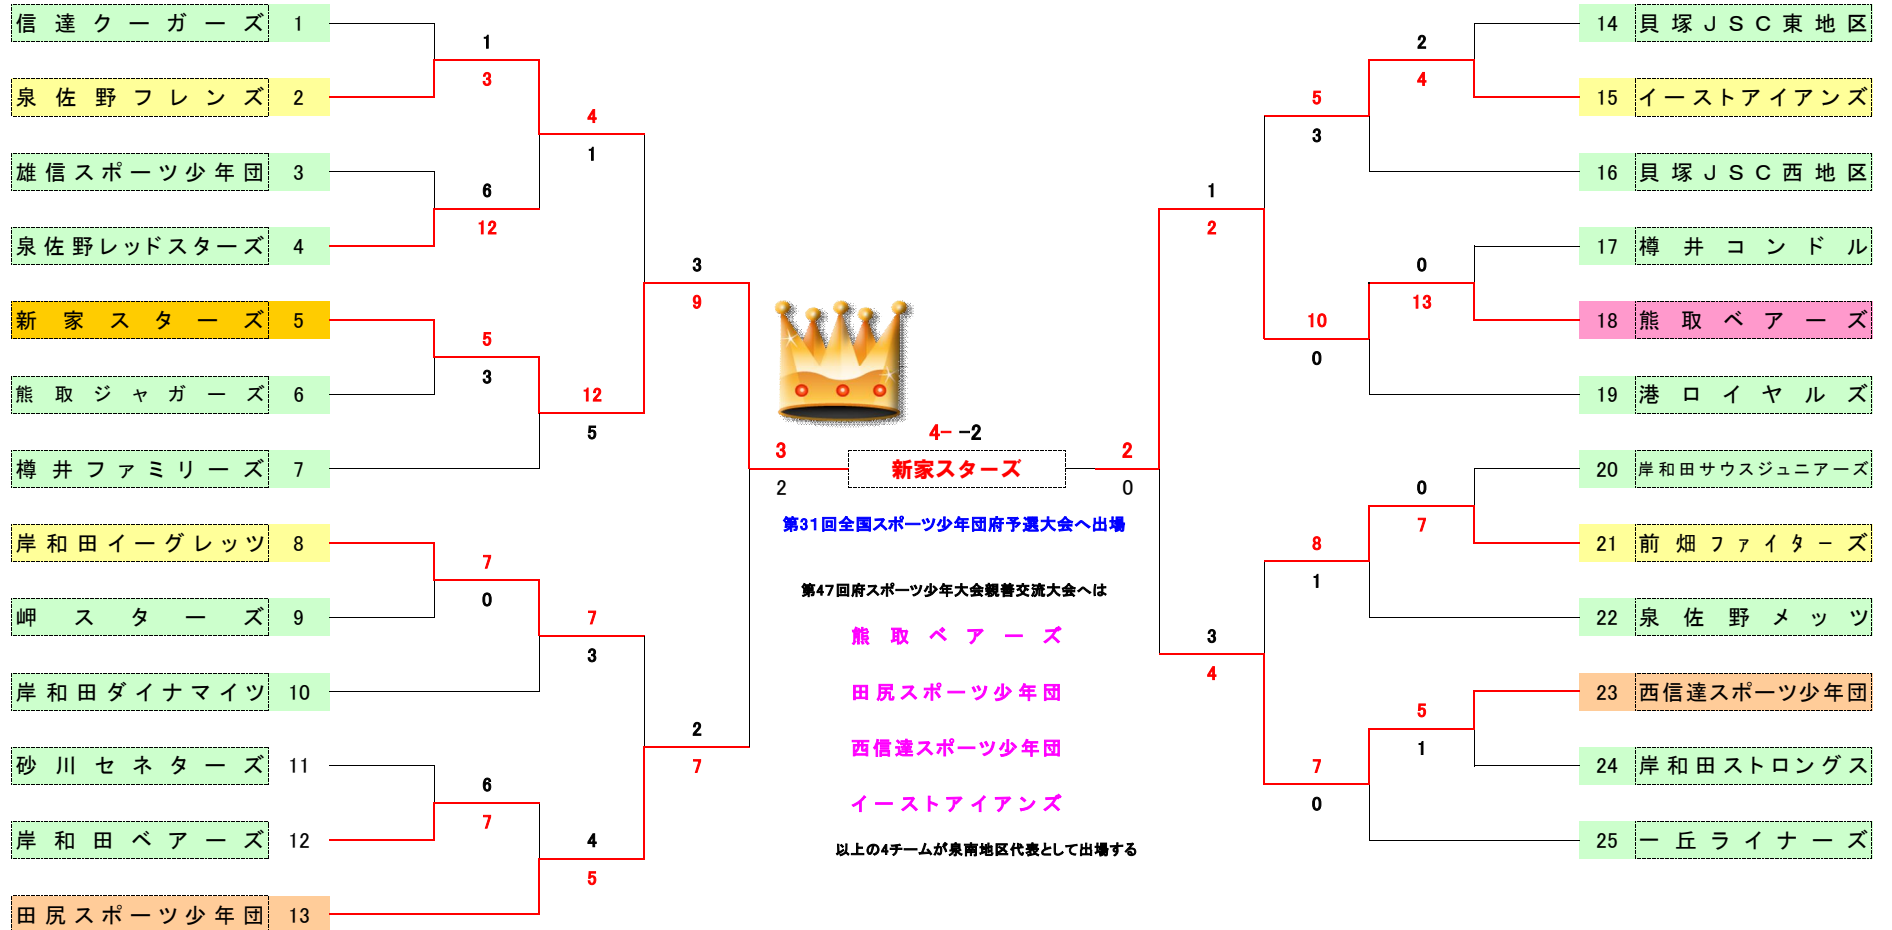 信達クーガーズ 1
1
3
泉佐野フレンズ 2
4
1
雄信スポーツ少年団 3
6
12
泉佐野レッドスターズ 4
3
9
新家スターズ 5
5
3
熊取ジャガーズ 6
12
5
樽井ファミリーズ 7
3
2
岸和田イーグレッツ 8
7
0
岬スターズ 9
7
3
岸和田ダイナマイツ 10
2
7
砂川セネターズ 11
6
7
岸和田ベアーズ 12
4
5
田尻スポーツ少年団 13
4- -2
新家スターズ
第31回全国スポーツ少年団府予選大会へ出場
第47回府スポーツ少年大会親善交流大会へは
熊取ベアーズ
田尻スポーツ少年団
西信達スポーツ少年団
イーストアイアンズ
以上の4チームが泉南地区代表として出場する
14 貝塚JSC東地区
2
4
15 イーストアイアンズ
5
3
16 貝塚JSC西地区
1
2
17 樽井コンドル
0
13
18 熊取ベアーズ
10
0
19 港ロイヤルズ
2
0
20 岸和田サウスジュニアーズ
0
7
21 前畑ファイターズ
8
1
22 泉佐野メッツ
3
4
23 西信達スポーツ少年団
5
1
24 岸和田ストロングス
7
0
25 一丘ライナーズ